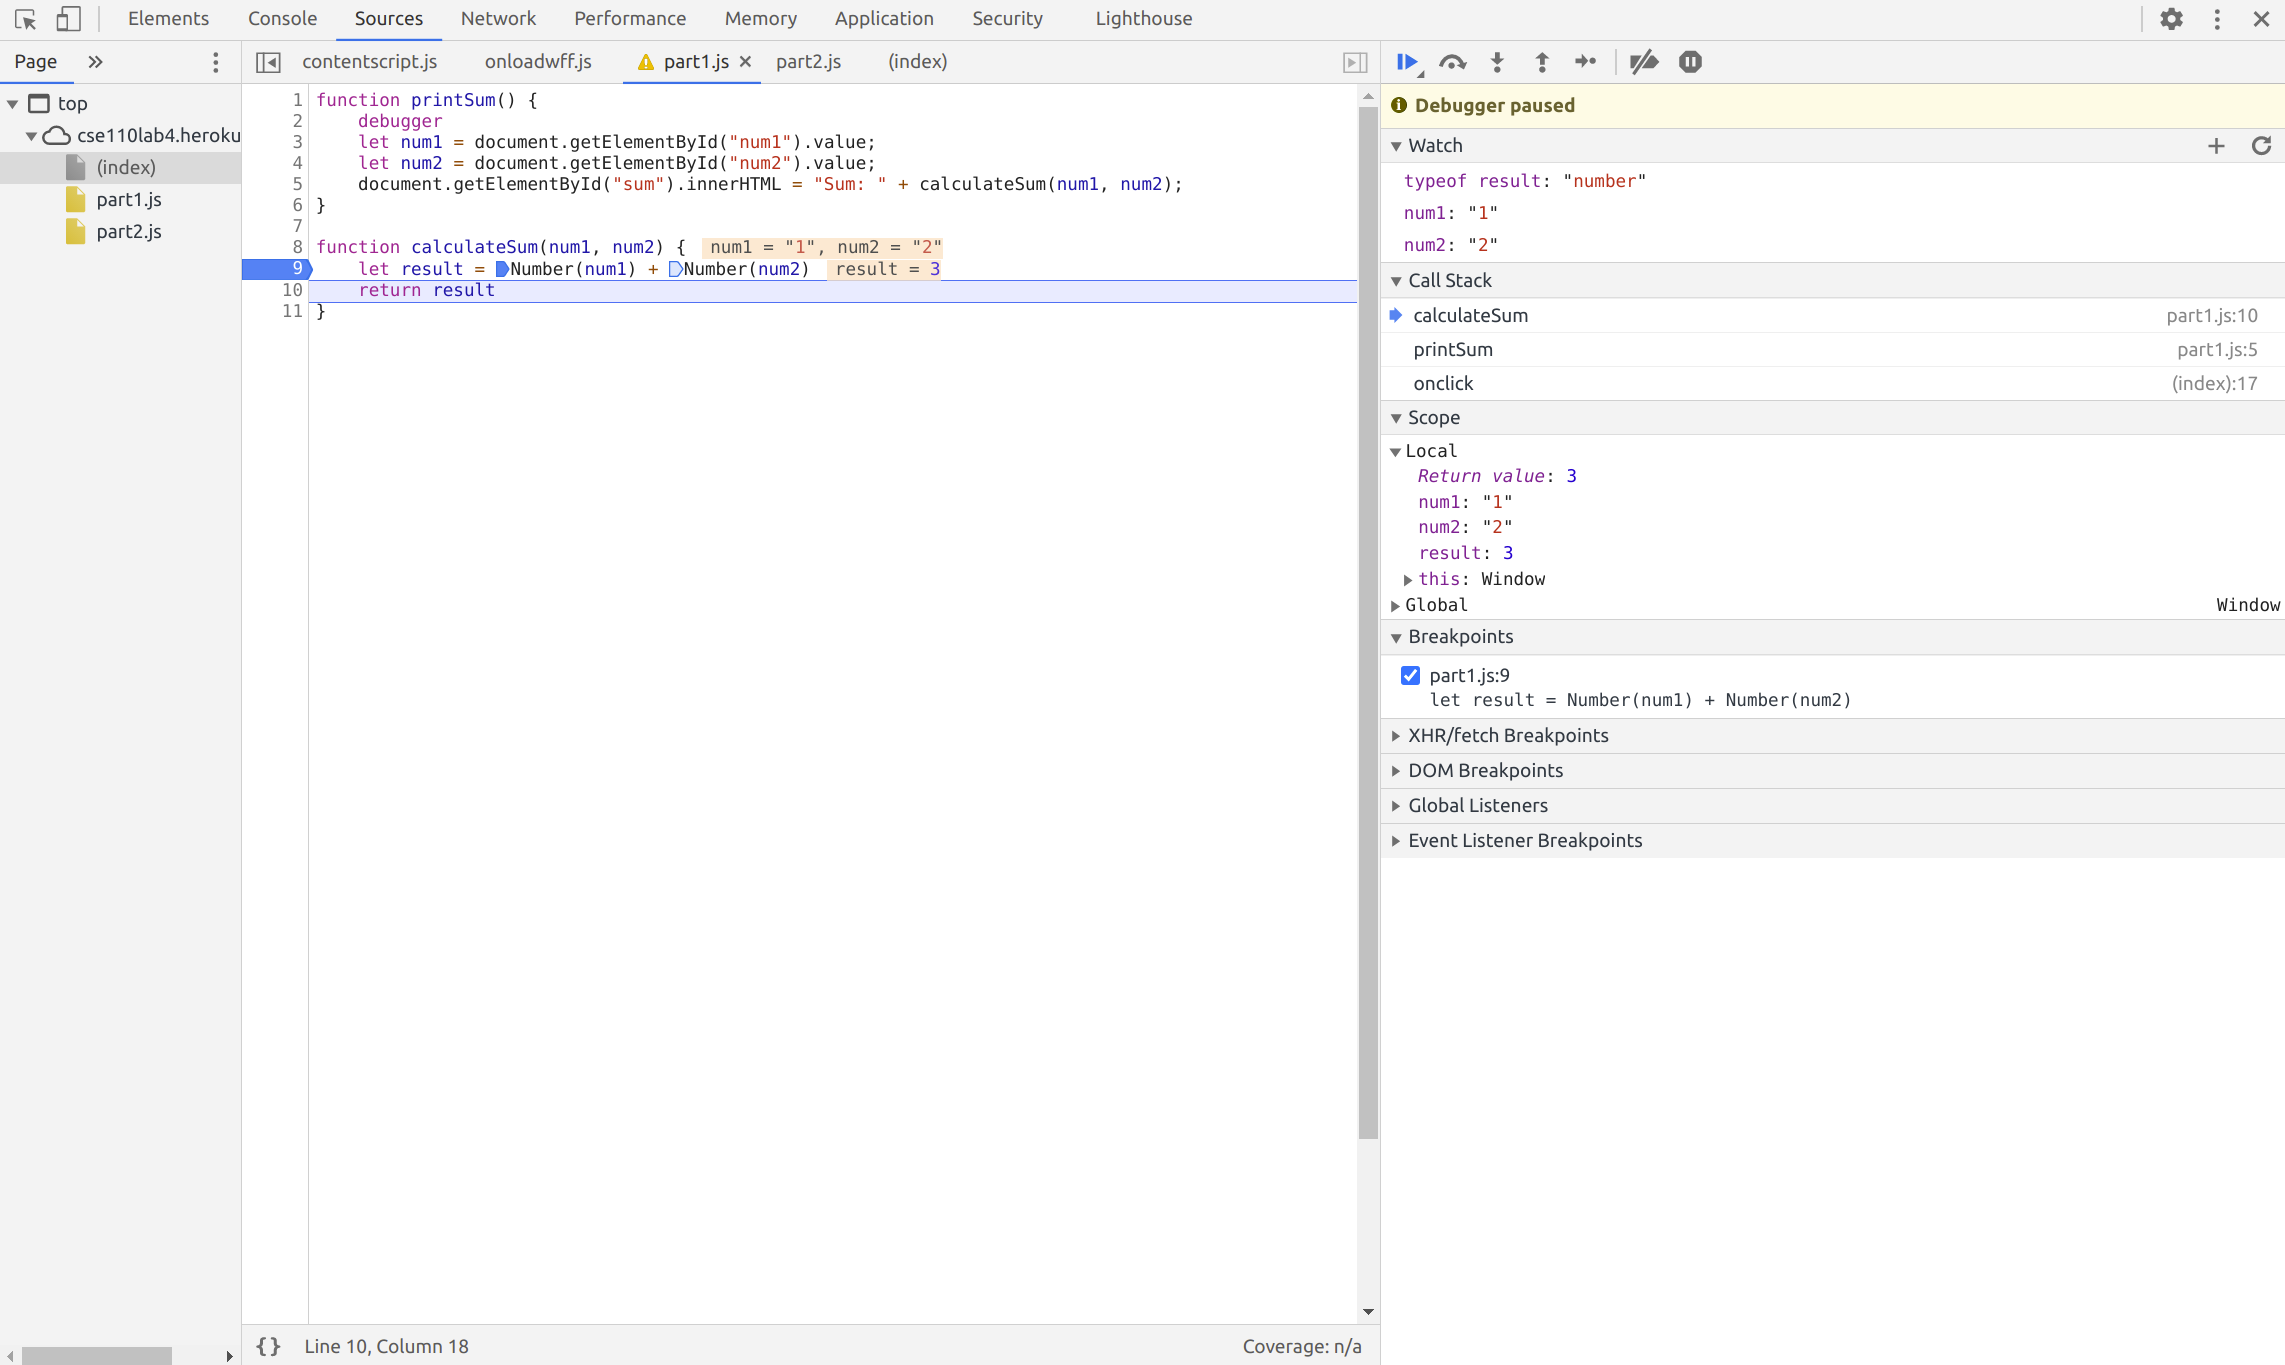 Elements Console Sources Network Performance Memory Application Security Lighthouse
Page
contentscript.js onloadwff.js part1.js part2.js (index)
top
cse110lab4.heroku
(index)
part1.js
part2.js
1 function printSum() {
2     debugger
3     let num1 = document.getElementById("num1").value;
4     let num2 = document.getElementById("num2").value;
5     document.getElementById("sum").innerHTML = "Sum: " + calculateSum(num1, num2);
6 }
7
8 function calculateSum(num1, num2) { num1 = "1", num2 = "2"
9     let result = Number(num1) + Number(num2) result = 3
10     return result
11 }
{} Line 10, Column 18 Coverage: n/a
Debugger paused
Watch
typeof result: "number"
num1: "1"
num2: "2"
Call Stack
calculateSum part1.js:10
printSum part1.js:5
onclick (index):17
Scope
Local
Return value: 3
num1: "1"
num2: "2"
result: 3
this: Window
Global Window
Breakpoints
part1.js:9
let result = Number(num1) + Number(num2)
XHR/fetch Breakpoints
DOM Breakpoints
Global Listeners
Event Listener Breakpoints